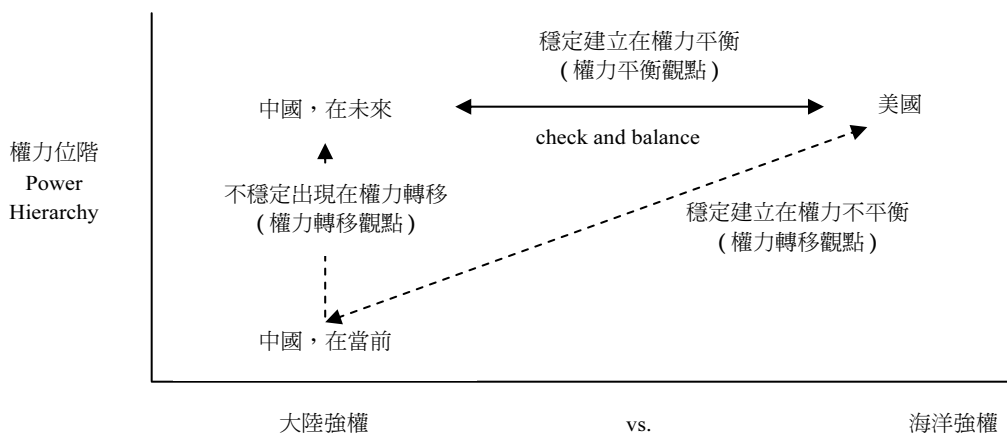 穩定建立在權力平衡
(權力平衡觀點)
中國，在未來
美國
check and balance
權力位階
Power
Hierarchy
不穩定出現在權力轉移
(權力轉移觀點)
穩定建立在權力不平衡
(權力轉移觀點)
中國，在當前
大陸強權 vs. 海洋強權